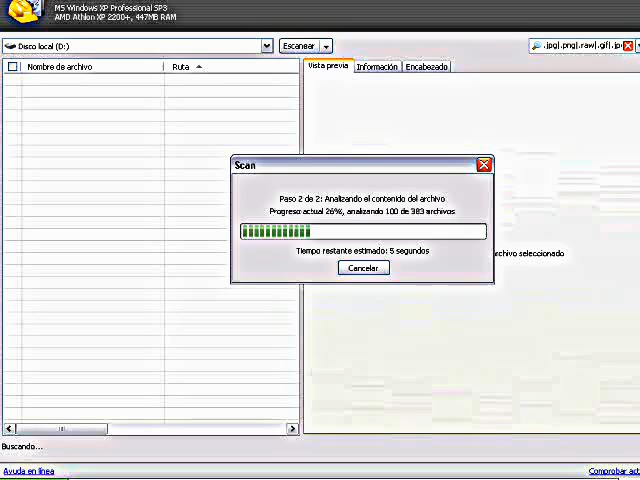 MS Windows XP Professional SP3
AMD Athlon XP 2200+, 447MB RAM
Disco local (D:)
Escanear
.jpg|.png|.raw|.gif|.jp
Nombre de archivo
Ruta
Vista previa
Información
Encabezado
Scan
Paso 2 de 2: Analizando el contenido del archivo
Progreso actual 26%, analizando 100 de 383 archivos
Tiempo restante estimado: 5 segundos
Cancelar
rchivo seleccionado
Buscando...
Ayuda en línea
Comprobar act